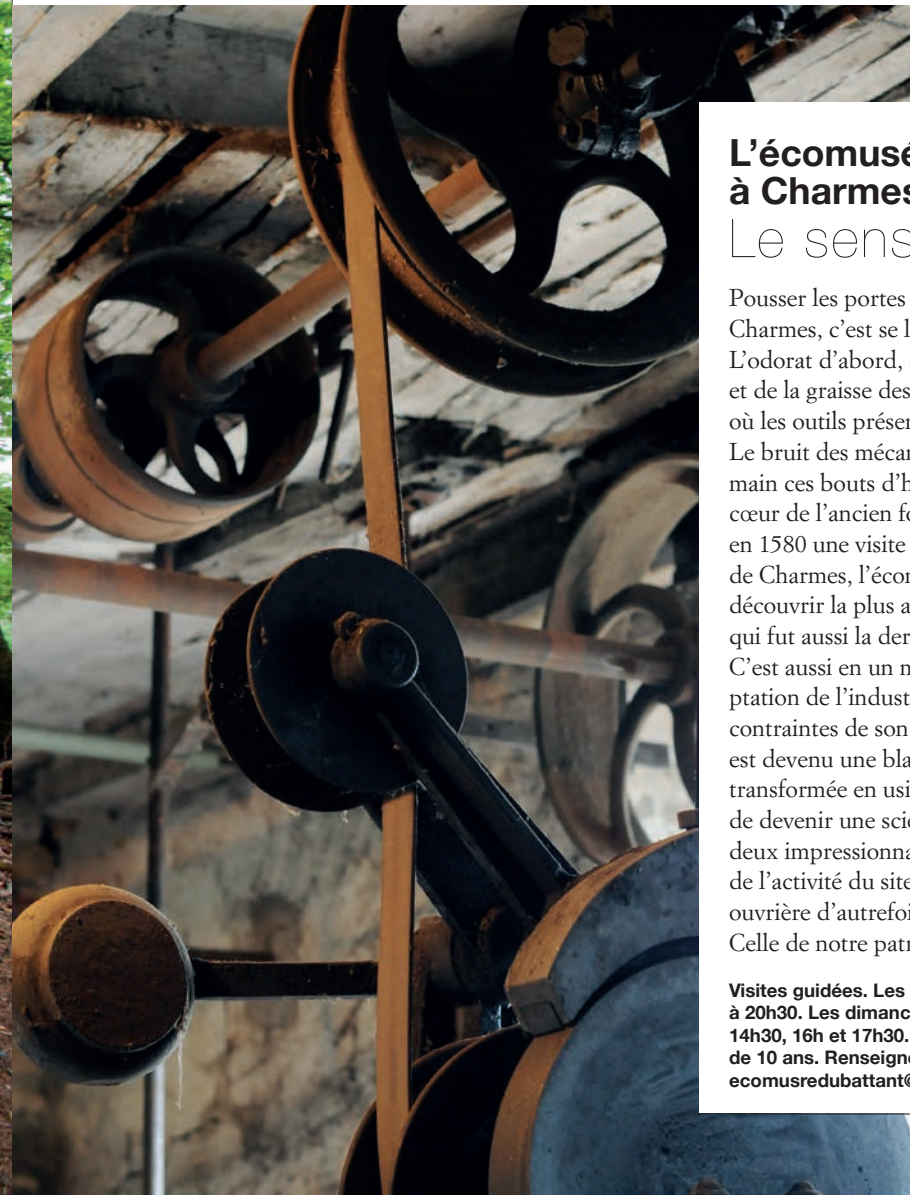 L'écomusé
à Charmes
Le sens
Pousser les portes
Charmes, c'est se l
L'odorat d'abord,
et de la graisse des
où les outils présen
Le bruit des mécan
main ces bouts d'h
cœur de l'ancien fo
en 1580 une visite
de Charmes, l'écon
découvrir la plus a
qui fut aussi la der
C'est aussi en un m
ptation de l'indust
contraintes de son
est devenu une bla
transformée en usi
de devenir une scie
deux impressionna
de l'activité du site
ouvrière d'autrefoi
Celle de notre patr
Visites guidées. Les
à 20h30. Les dimanc
14h30, 16h et 17h30.
de 10 ans. Renseigne
ecomusredubattant@